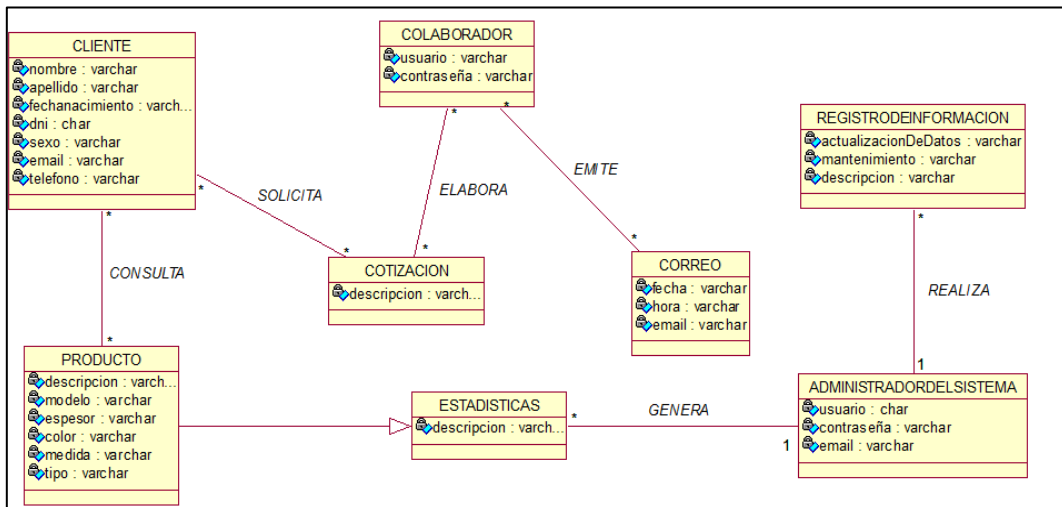 CLIENTE
nombre : varchar
apellido : varchar
fechanacimiento : varch...
dni : char
sexo : varchar
email : varchar
telefono : varchar
COLABORADOR
usuario : varchar
contraseña : varchar
REGISTRODEINFORMACION
actualizacionDeDatos : varchar
mantenimiento : varchar
descripcion : varchar
* SOLICITA *
* ELABORA *
* EMITE *
* CONSULTA *
* REALIZA 1
COTIZACION
descripcion : varch...
CORREO
fecha : varchar
hora : varchar
email : varchar
PRODUCTO
descripcion : varch...
modelo : varchar
espesor : varchar
color : varchar
medida : varchar
tipo : varchar
ESTADISTICAS
descripcion : varch...
* GENERA 1
ADMINISTRADORDELSISTEMA
usuario : char
contraseña : varchar
email : varchar